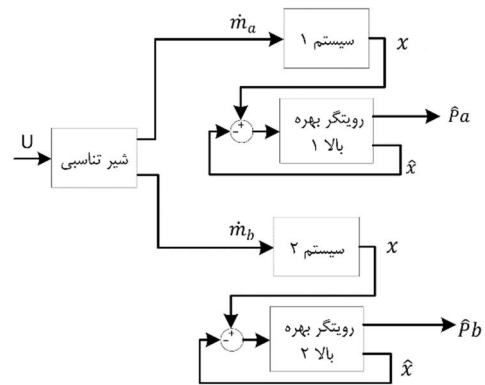 ṁa
سیستم ۱
x
U
شیر تناسبی
+
-
رویتگر بهره
بالا ۱
P̂a
x̂
ṁb
سیستم ۲
x
+
-
رویتگر بهره
بالا ۲
P̂b
x̂